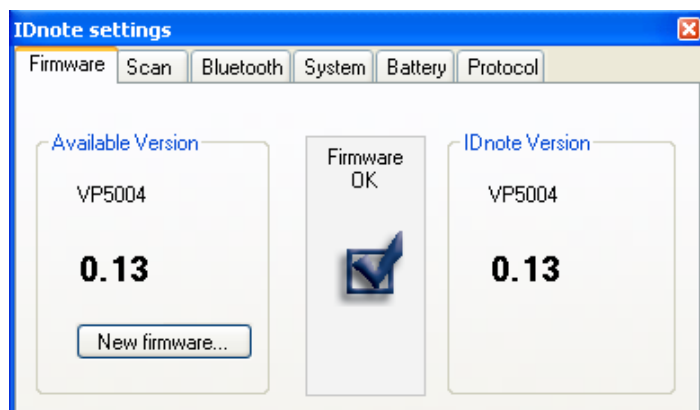 IDnote settings
Firmware Scan Bluetooth System Battery Protocol
Available Version
VP5004
0.13
New firmware...
Firmware
OK
IDnote Version
VP5004
0.13